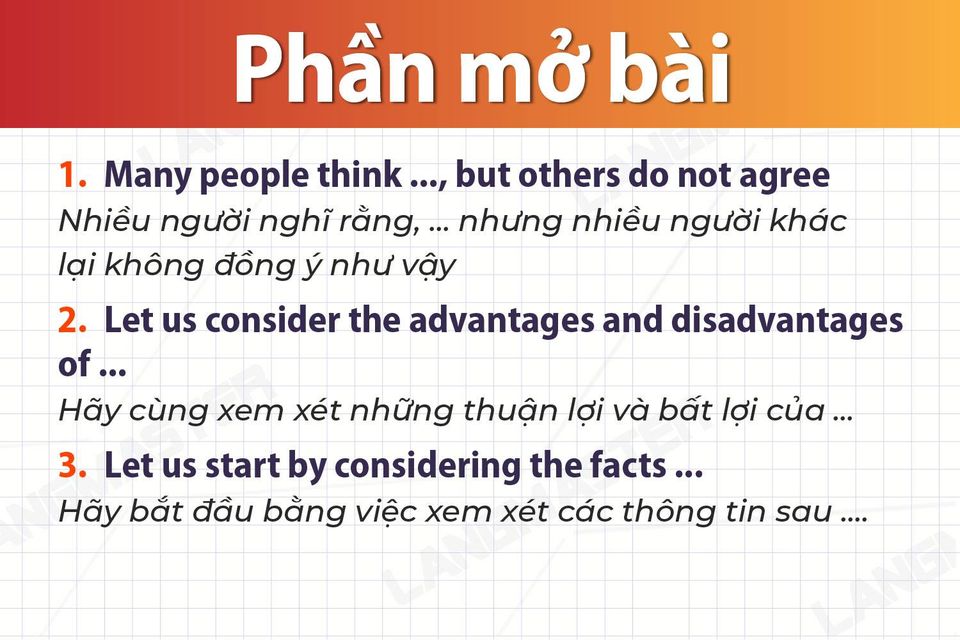 Phần mở bài
1. Many people think ..., but others do not agree
Nhiều người nghĩ rằng, ... nhưng nhiều người khác
lại không đồng ý như vậy
2. Let us consider the advantages and disadvantages
of ...
Hãy cùng xem xét những thuận lợi và bất lợi của ...
3. Let us start by considering the facts ...
Hãy bắt đầu bằng việc xem xét các thông tin sau ....
LANGMASTER
LANGMASTER